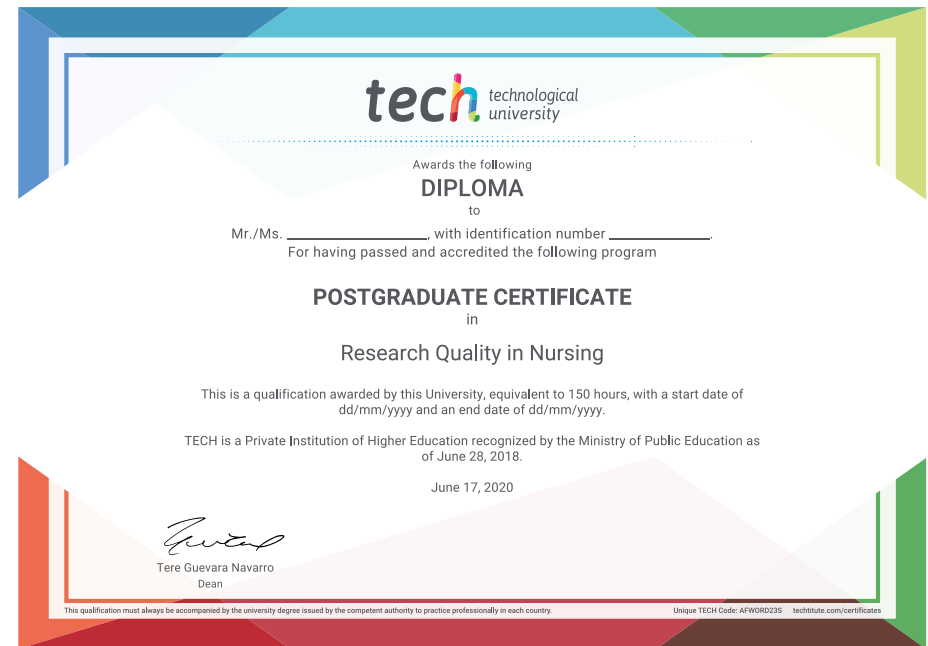 tech technological
university
Awards the following
DIPLOMA
to
Mr./Ms. ____________________, with identification number ______________.
For having passed and accredited the following program
POSTGRADUATE CERTIFICATE
in
Research Quality in Nursing
This is a qualification awarded by this University, equivalent to 150 hours, with a start date of
dd/mm/yyyy and an end date of dd/mm/yyyy.
TECH is a Private Institution of Higher Education recognized by the Ministry of Public Education as
of June 28, 2018.
June 17, 2020
Tere Guevara Navarro
Dean
This qualification must always be accompanied by the university degree issued by the competent authority to practice professionally in each country.
Unique TECH Code: AFWORD23S techtitute.com/certificates